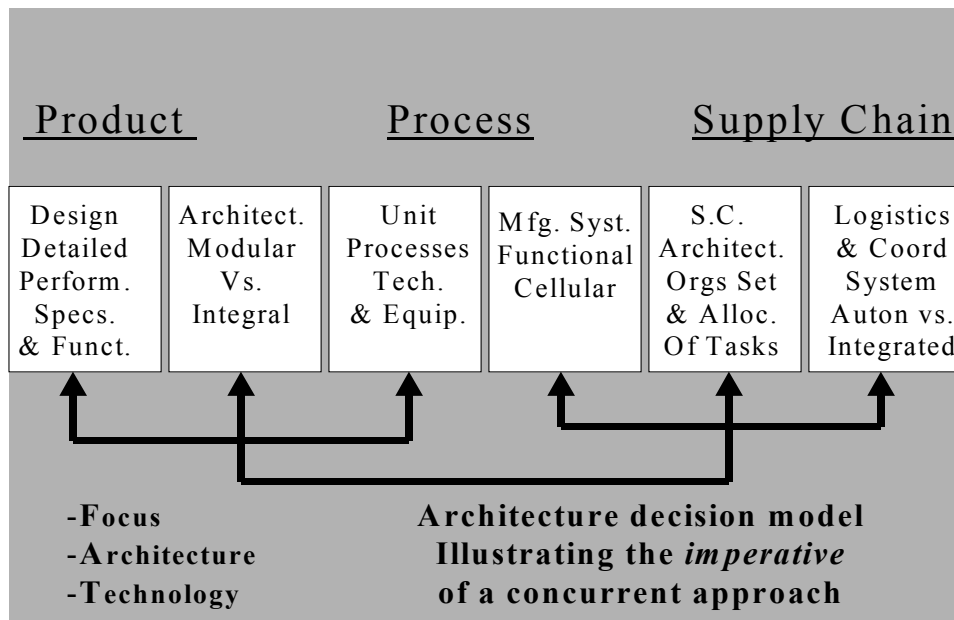 Product
Process
Supply Chain
Design
Detailed
Perform.
Specs.
& Funct.
Architect.
Modular
Vs.
Integral
Unit
Processes
Tech.
& Equip.
Mfg. Syst.
Functional
Cellular
S.C.
Architect.
Orgs Set
& Alloc.
Of Tasks
Logistics
& Coord
System
Auton vs.
Integrated
-Focus
-Architecture
-Technology
Architecture decision model
Illustrating the imperative
of a concurrent approach